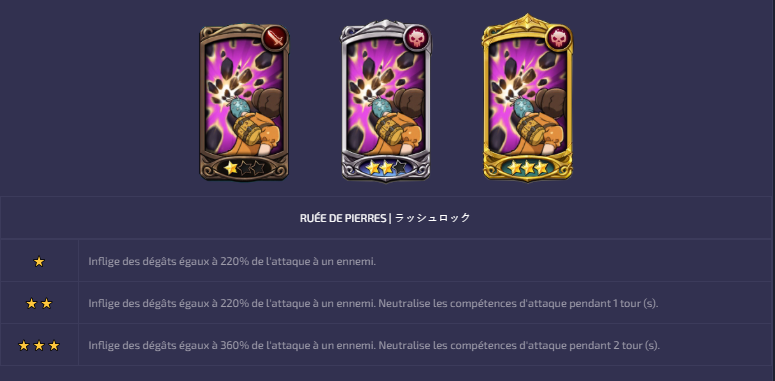 RUÉE DE PIERRES | ラッシュロック
Inflige des dégâts égaux à 220% de l'attaque à un ennemi.
Inflige des dégâts égaux à 220% de l'attaque à un ennemi. Neutralise les compétences d'attaque pendant 1 tour (s).
Inflige des dégâts égaux à 360% de l'attaque à un ennemi. Neutralise les compétences d'attaque pendant 2 tour (s).